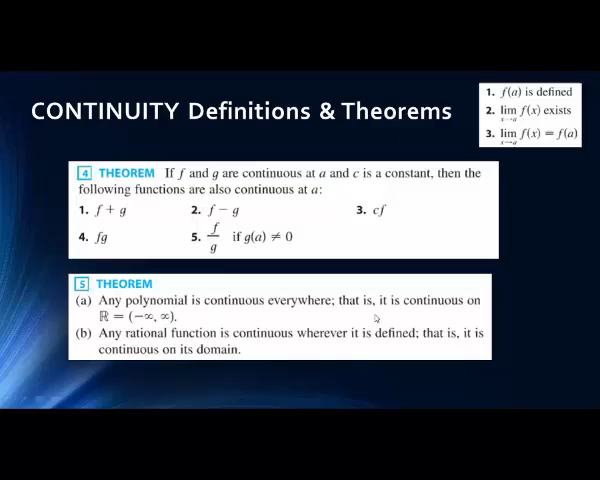 CONTINUITY Definitions & Theorems
1. f(a) is defined
2. lim x→a f(x) exists
3. lim x→a f(x) = f(a)
4 THEOREM If f and g are continuous at a and c is a constant, then the
following functions are also continuous at a:
1. f + g 2. f − g 3. cf
4. fg 5. f/g if g(a) ≠ 0
5 THEOREM
(a) Any polynomial is continuous everywhere; that is, it is continuous on
ℝ = (−∞, ∞).
(b) Any rational function is continuous wherever it is defined; that is, it is
continuous on its domain.